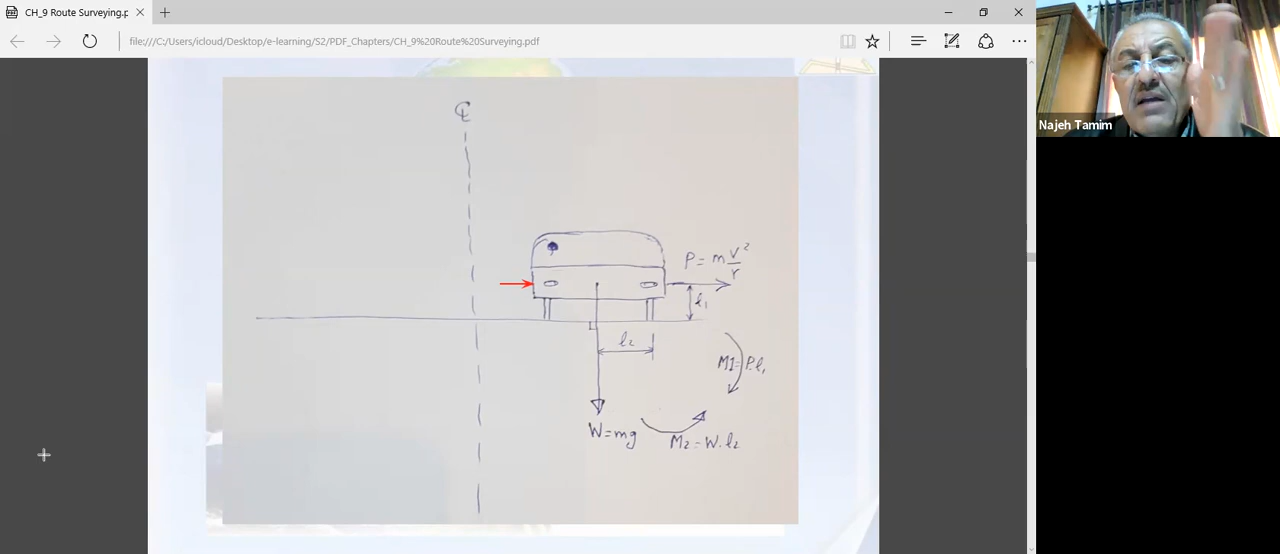 CH_9 Route Surveying.p
file:///C:/Users/icloud/Desktop/e-learning/S2/PDF_Chapters/CH_9%20Route%20Surveying.pdf
Najeh Tamim
℄
P = m V²/r
l₁
l₂
M1 = P.l₁
W = mg
M₂ = W.l₂